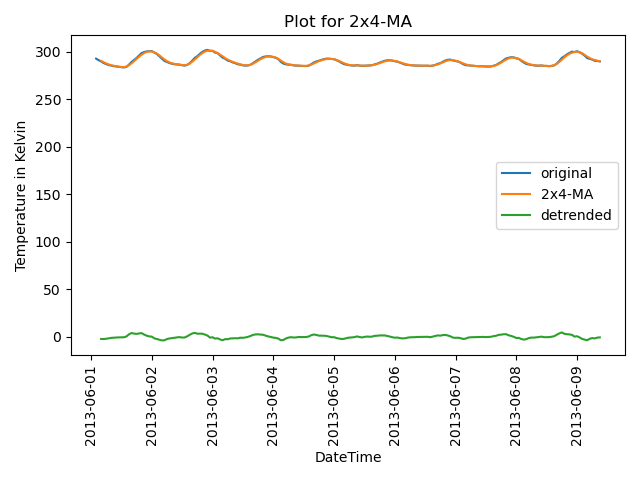 Plot for 2x4-MA
Temperature in Kelvin
300
250
200
150
100
50
0
original
2x4-MA
detrended
2013-06-01
2013-06-02
2013-06-03
2013-06-04
2013-06-05
2013-06-06
2013-06-07
2013-06-08
2013-06-09
DateTime